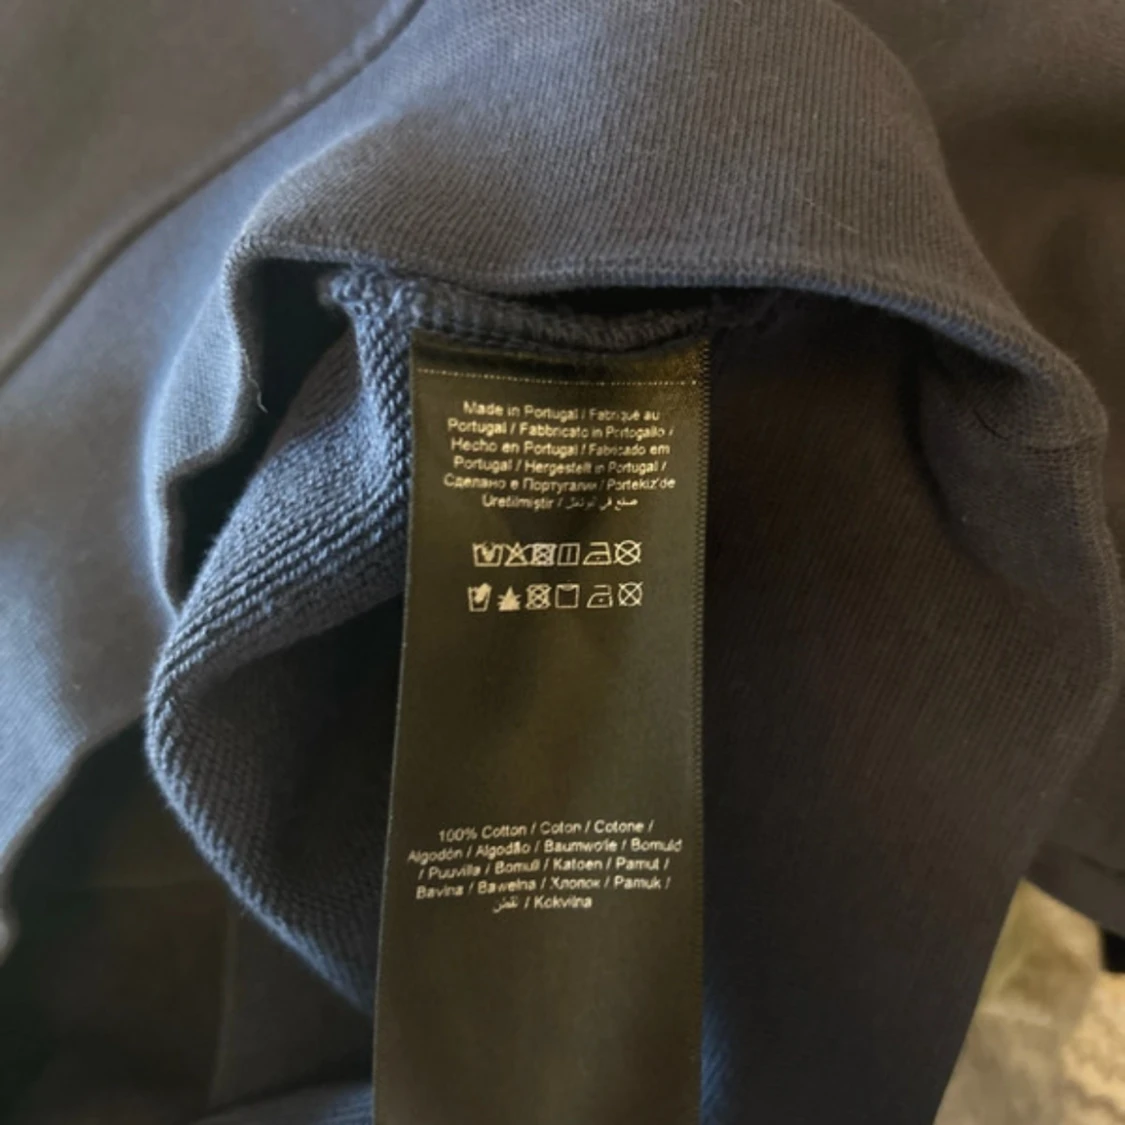 Made in Portugal / Fabriqué au
Portugal / Fabbricato in Portogallo /
Hecho en Portugal / Fabricado em
Portugal / Hergestellt in Portugal /
Сделано в Португалии / Portekiz'de
Üretilmiştir / صنع في البرتغال
100% Cotton / Coton / Cotone /
Algodón / Algodão / Baumwolle / Bomuld
/ Puuvilla / Bomull / Katoen / Pamut /
Bavlna / Bawełna / Хлопок / Pamuk /
قطن / Kokvilna